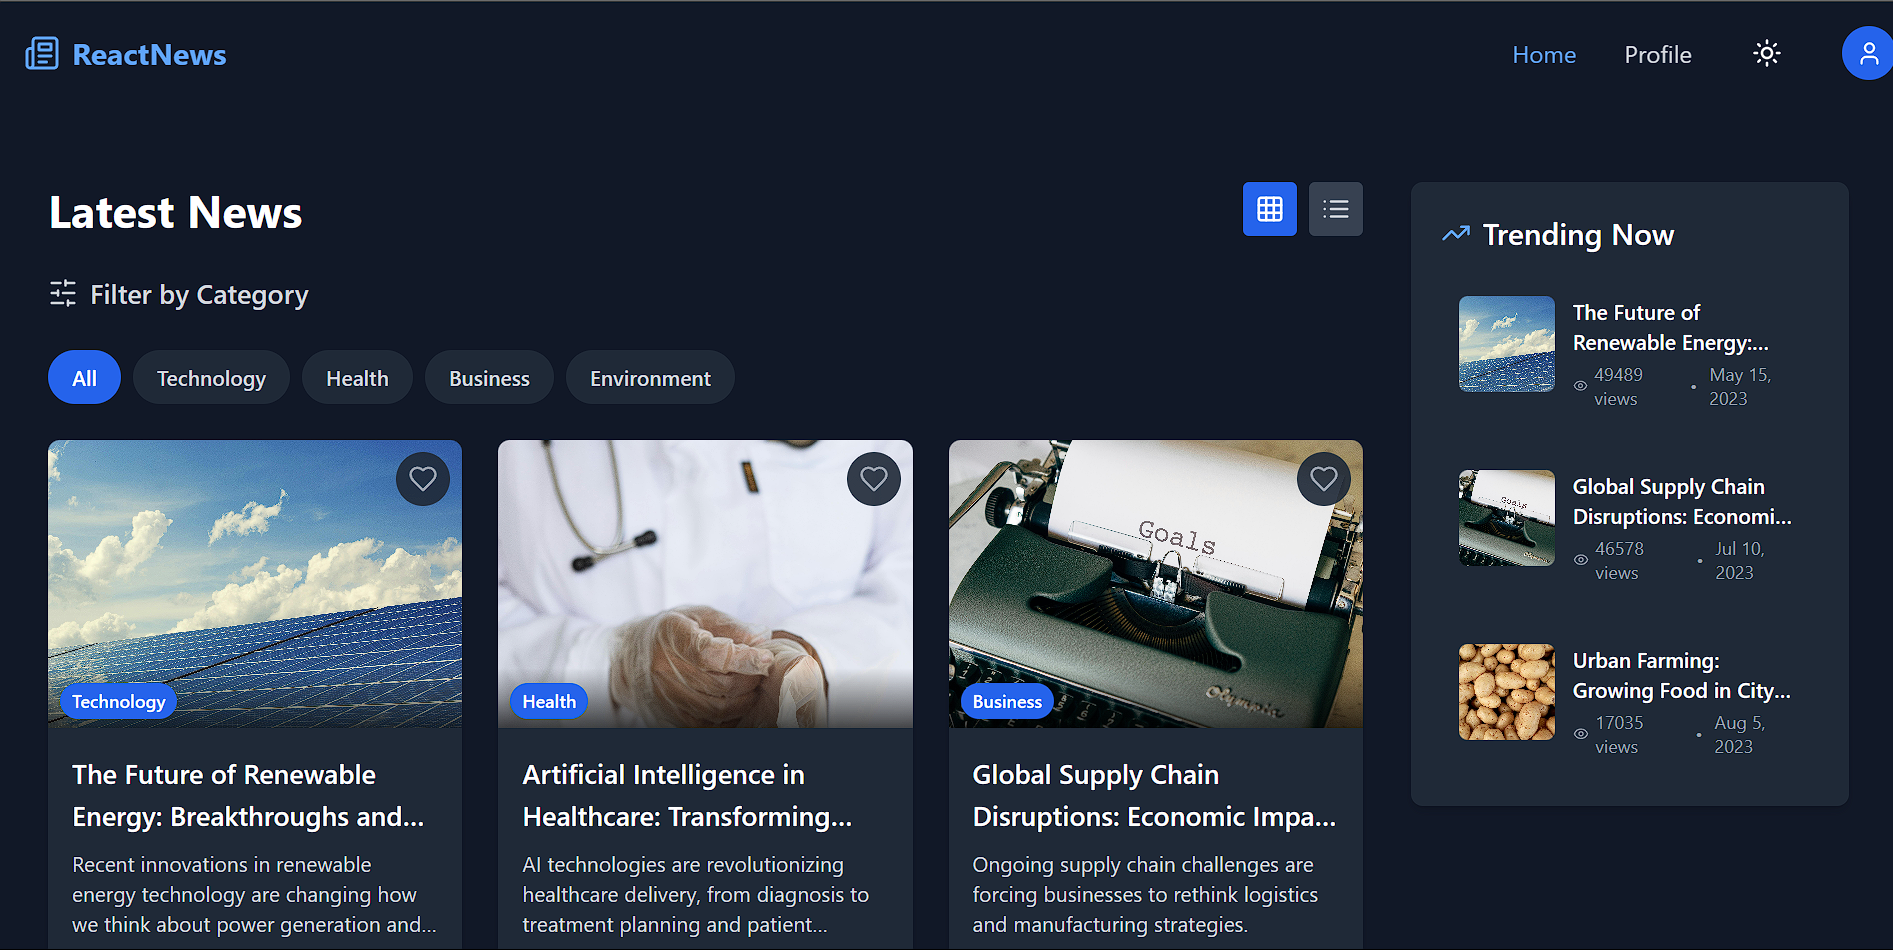 ReactNews
Home
Profile
Latest News
Filter by Category
All
Technology
Health
Business
Environment
Technology
The Future of Renewable
Energy: Breakthroughs and...
Recent innovations in renewable
energy technology are changing how
we think about power generation and...
Health
Artificial Intelligence in
Healthcare: Transforming...
AI technologies are revolutionizing
healthcare delivery, from diagnosis to
treatment planning and patient...
Goals
Olympia
Business
Global Supply Chain
Disruptions: Economic Impa...
Ongoing supply chain challenges are
forcing businesses to rethink logistics
and manufacturing strategies.
Trending Now
The Future of
Renewable Energy:...
49489
views
•
May 15,
2023
Goals
Global Supply Chain
Disruptions: Economi...
46578
views
•
Jul 10,
2023
Urban Farming:
Growing Food in City...
17035
views
•
Aug 5,
2023